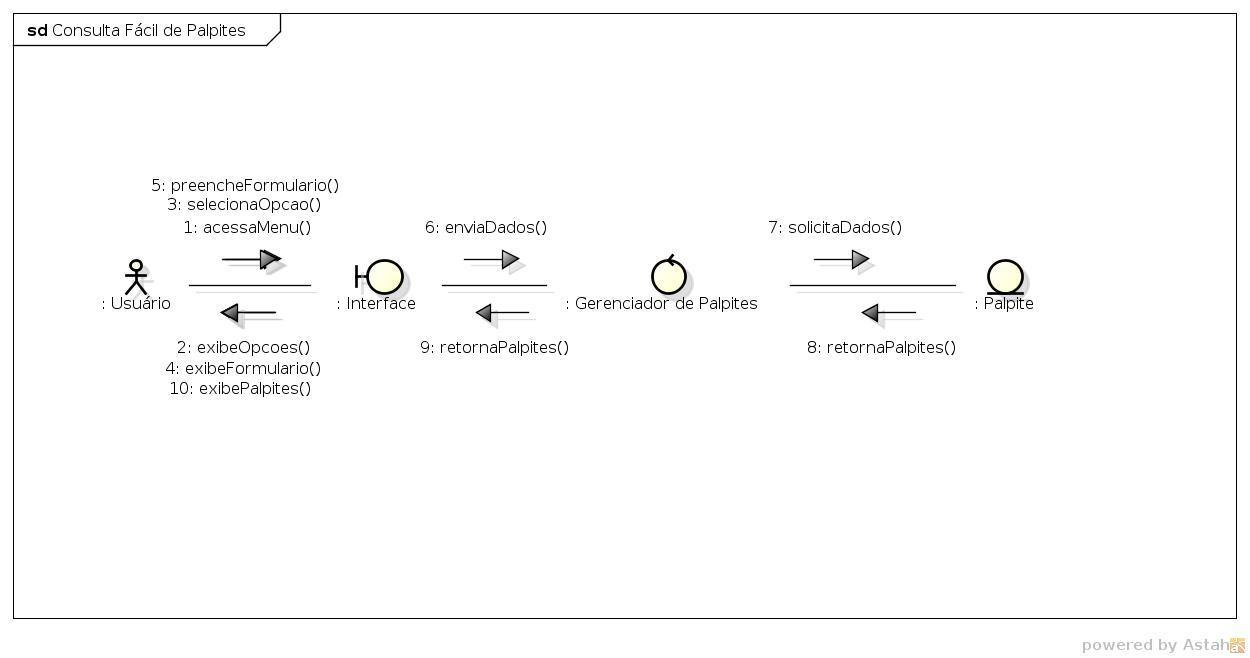 sd Consulta Fácil de Palpites
5: preencheFormulario()
3: selecionaOpcao()
1: acessaMenu()
6: enviaDados()
7: solicitaDados()
: Usuário
: Interface
: Gerenciador de Palpites
: Palpite
2: exibeOpcoes()
4: exibeFormulario()
10: exibePalpites()
9: retornaPalpites()
8: retornaPalpites()
powered by Astah